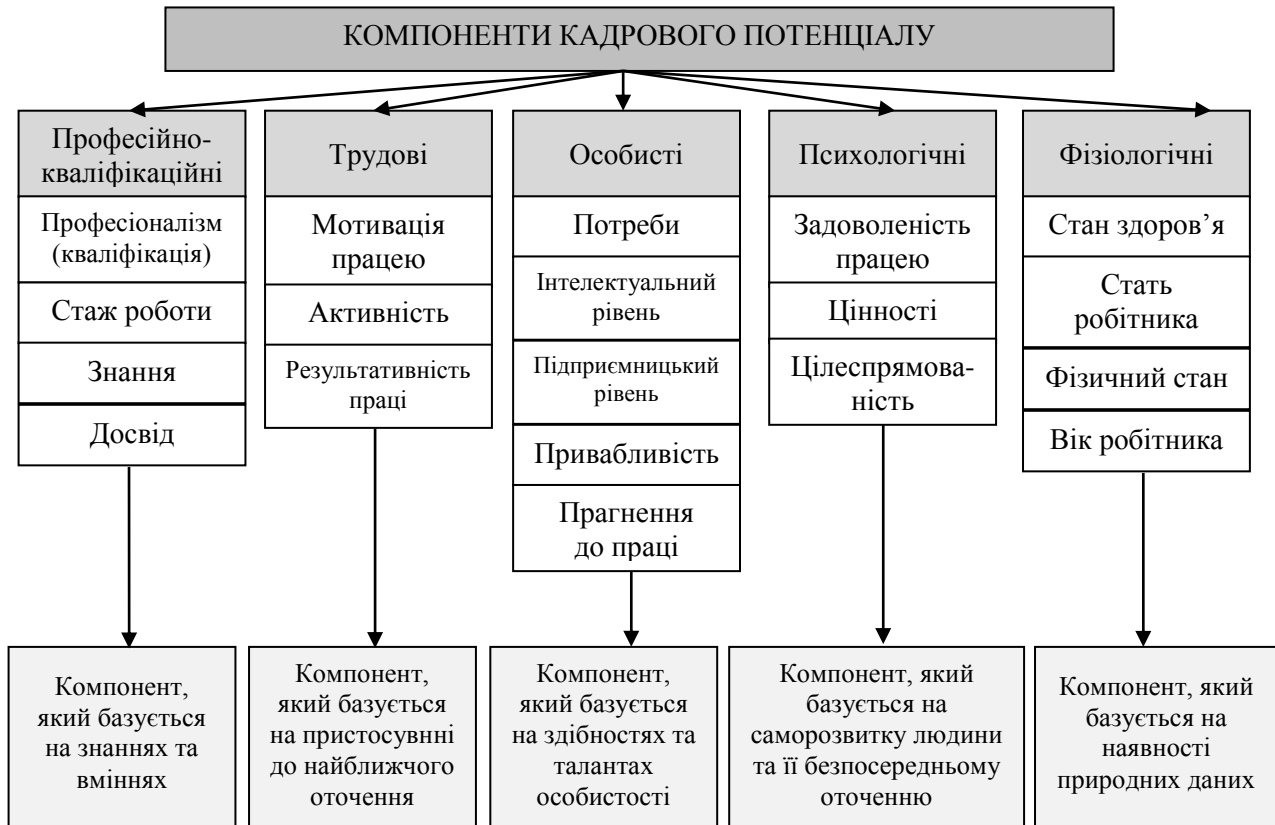 КОМПОНЕНТИ КАДРОВОГО ПОТЕНЦІАЛУ
Професійно-
кваліфікаційні
Професіоналізм
(кваліфікація)
Стаж роботи
Знання
Досвід
Компонент,
який базується
на знаннях та
вміннях
Трудові
Мотивація
працею
Активність
Результативність
праці
Компонент,
який базується
на пристосувнні
до найближчого
оточення
Особисті
Потреби
Інтелектуальний
рівень
Підприємницький
рівень
Привабливість
Прагнення
до праці
Компонент,
який базується
на здібностях та
талантах
особистості
Психологічні
Задоволеність
працею
Цінності
Цілеспрямова-
ність
Компонент, який
базується на
саморозвитку людини
та її безпосередньому
оточенню
Фізіологічні
Стан здоров’я
Стать
робітника
Фізичний стан
Вік робітника
Компонент, який
базується на
наявності
природних даних